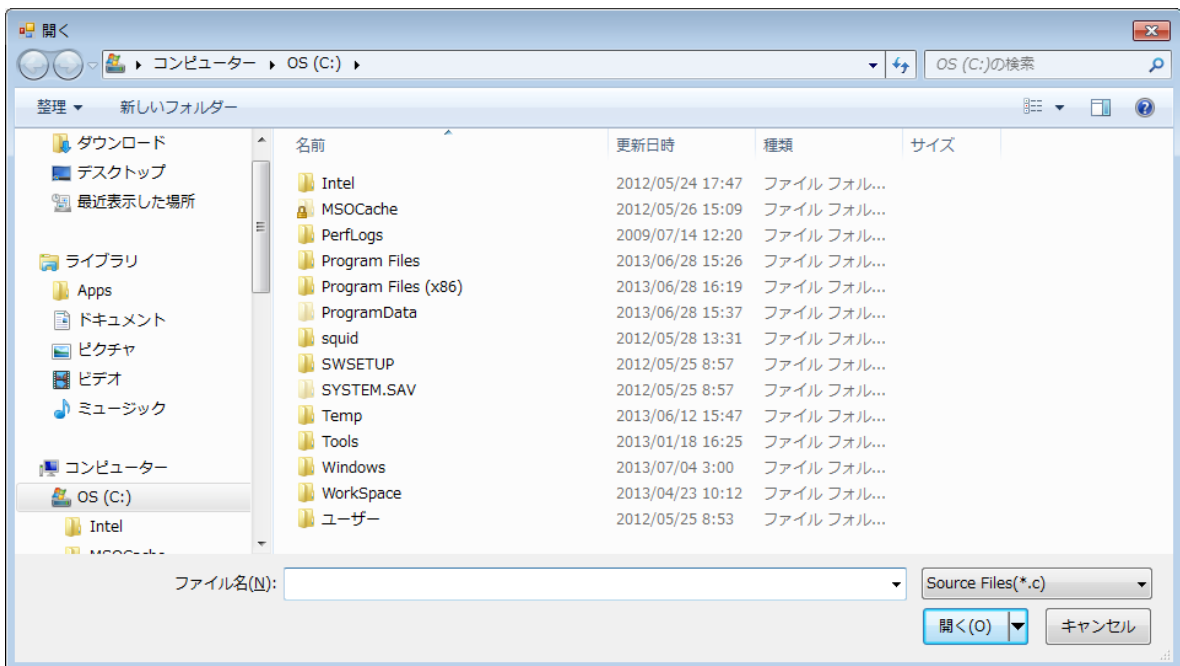 開く
コンピューター OS (C:)
OS (C:)の検索
整理 新しいフォルダー
ダウンロード
デスクトップ
最近表示した場所
ライブラリ
Apps
ドキュメント
ピクチャ
ビデオ
ミュージック
コンピューター
OS (C:)
Intel
名前 更新日時 種類 サイズ
Intel 2012/05/24 17:47 ファイル フォル...
MSOCache 2012/05/26 15:09 ファイル フォル...
PerfLogs 2009/07/14 12:20 ファイル フォル...
Program Files 2013/06/28 15:26 ファイル フォル...
Program Files (x86) 2013/06/28 16:19 ファイル フォル...
ProgramData 2013/06/28 15:37 ファイル フォル...
squid 2012/05/28 13:31 ファイル フォル...
SWSETUP 2012/05/25 8:57 ファイル フォル...
SYSTEM.SAV 2012/05/25 8:57 ファイル フォル...
Temp 2013/06/12 15:47 ファイル フォル...
Tools 2013/01/18 16:25 ファイル フォル...
Windows 2013/07/04 3:00 ファイル フォル...
WorkSpace 2013/04/23 10:12 ファイル フォル...
ユーザー 2012/05/25 8:53 ファイル フォル...
ファイル名(N):
Source Files(*.c)
開く(O) キャンセル